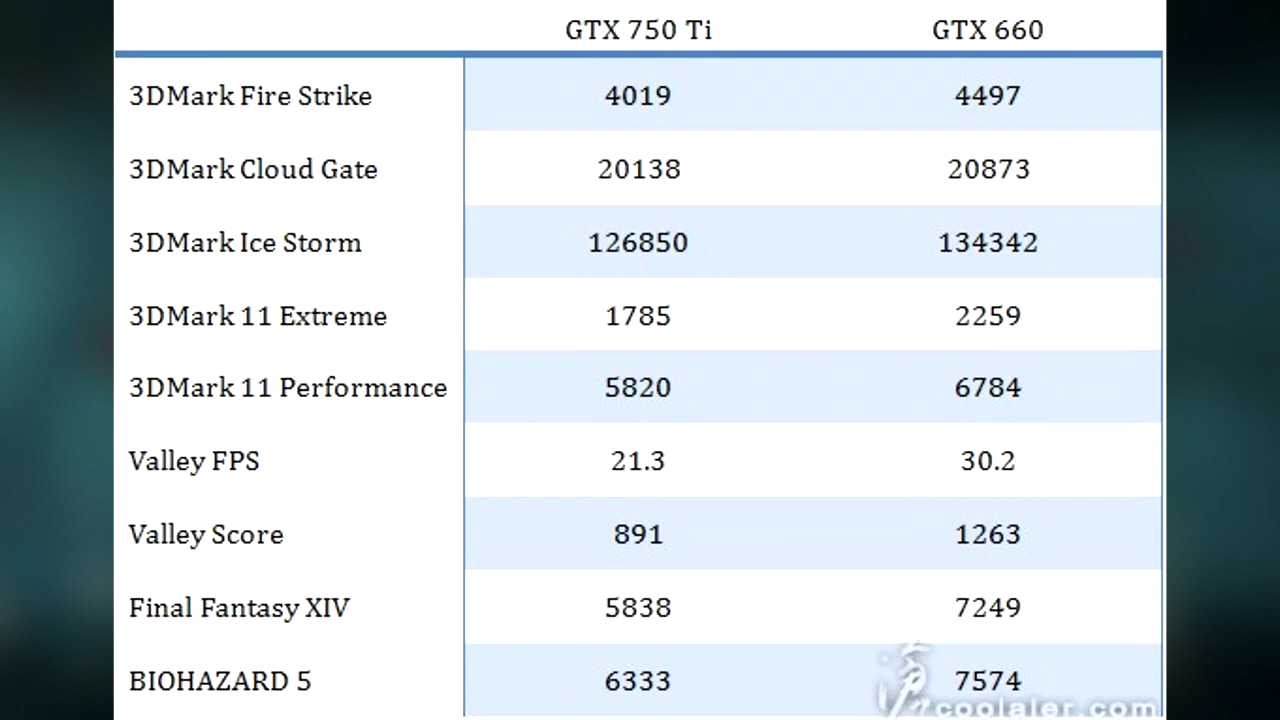 GTX 750 Ti GTX 660
3DMark Fire Strike 4019 4497
3DMark Cloud Gate 20138 20873
3DMark Ice Storm 126850 134342
3DMark 11 Extreme 1785 2259
3DMark 11 Performance 5820 6784
Valley FPS 21.3 30.2
Valley Score 891 1263
Final Fantasy XIV 5838 7249
BIOHAZARD 5 6333 7574
coolaler.com